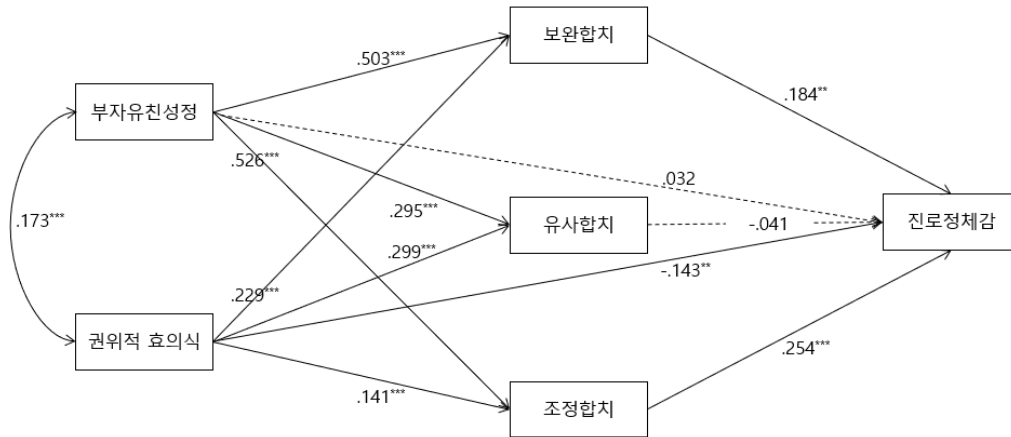 보완합치
.503***
부자유친성정
.184**
.526***
.032
.173***
.295***
유사합치
-.041
진로정체감
.299***
.229***
-.143**
권위적 효의식
.254***
.141***
조정합치